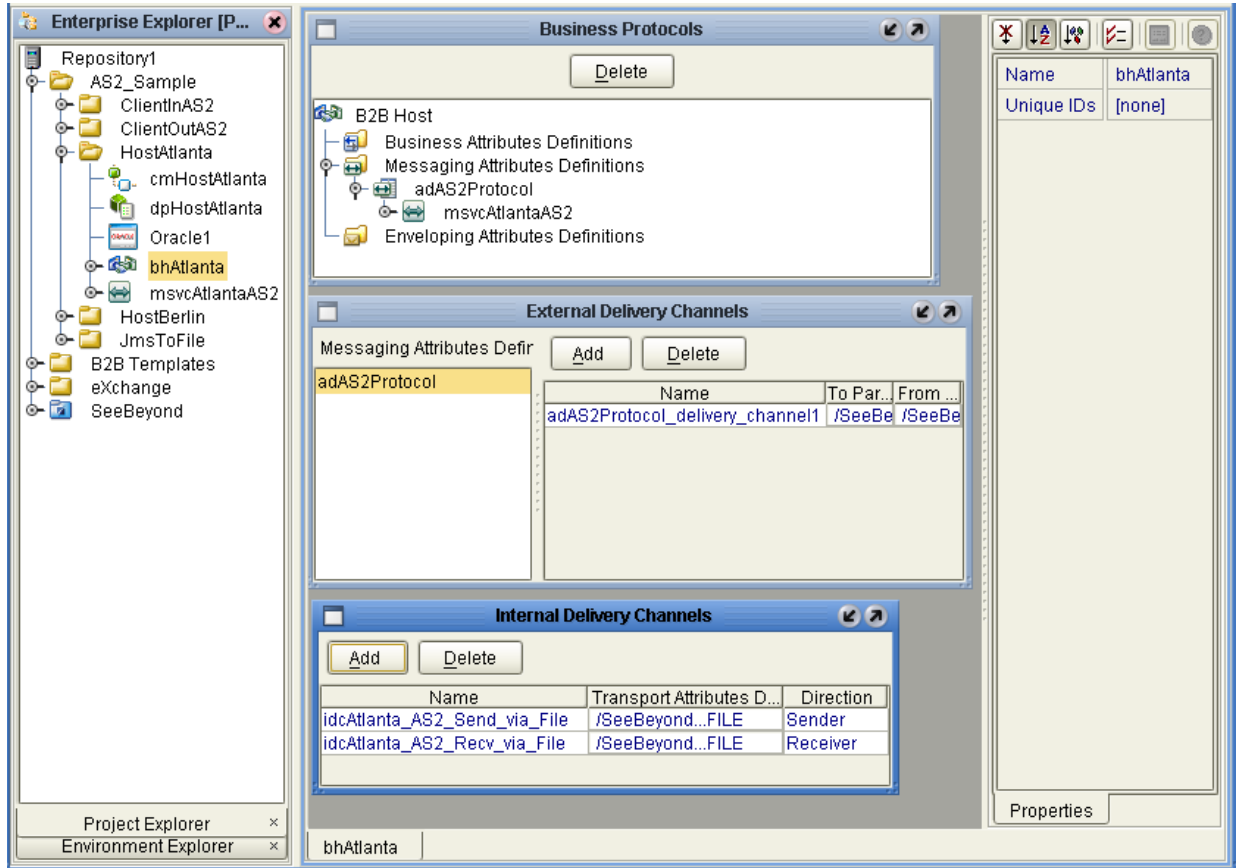 Enterprise Explorer [P...
Repository1
AS2_Sample
ClientInAS2
ClientOutAS2
HostAtlanta
cmHostAtlanta
dpHostAtlanta
Oracle1
bhAtlanta
msvcAtlantaAS2
HostBerlin
JmsToFile
B2B Templates
eXchange
SeeBeyond
Project Explorer
Environment Explorer
Business Protocols
Delete
B2B Host
Business Attributes Definitions
Messaging Attributes Definitions
adAS2Protocol
msvcAtlantaAS2
Enveloping Attributes Definitions
External Delivery Channels
Messaging Attributes Defir
Add Delete
adAS2Protocol
Name To Par... From ...
adAS2Protocol_delivery_channel1 /SeeBe /SeeBe
Internal Delivery Channels
Add Delete
Name Transport Attributes D... Direction
idcAtlanta_AS2_Send_via_File /SeeBeyond...FILE Sender
idcAtlanta_AS2_Recv_via_File /SeeBeyond...FILE Receiver
bhAtlanta
Name bhAtlanta
Unique IDs [none]
Properties